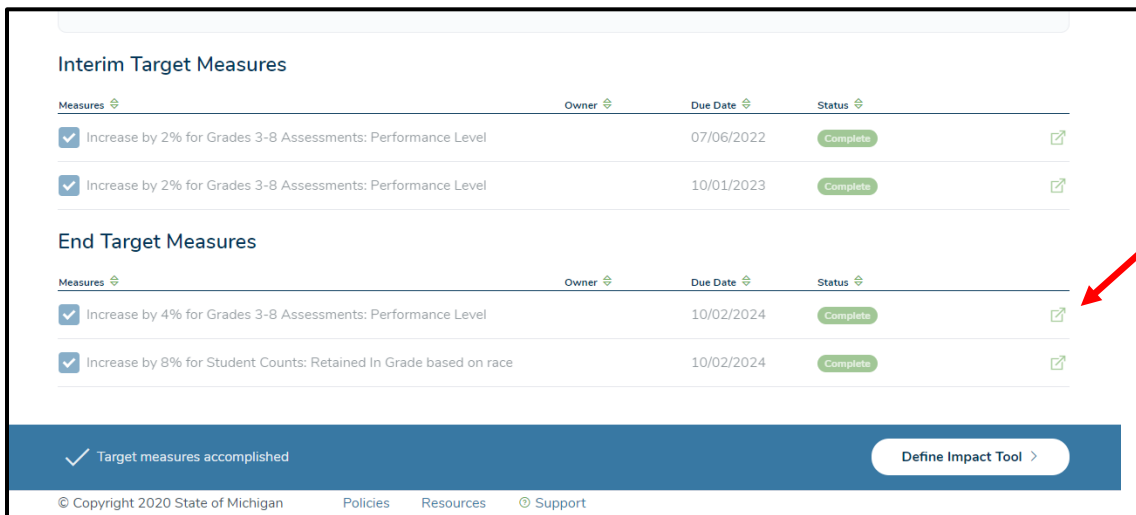 Interim Target Measures
Measures Owner Due Date Status
Increase by 2% for Grades 3-8 Assessments: Performance Level 07/06/2022 Complete
Increase by 2% for Grades 3-8 Assessments: Performance Level 10/01/2023 Complete
End Target Measures
Measures Owner Due Date Status
Increase by 4% for Grades 3-8 Assessments: Performance Level 10/02/2024 Complete
Increase by 8% for Student Counts: Retained In Grade based on race 10/02/2024 Complete
Target measures accomplished Define Impact Tool >
© Copyright 2020 State of Michigan Policies Resources Support